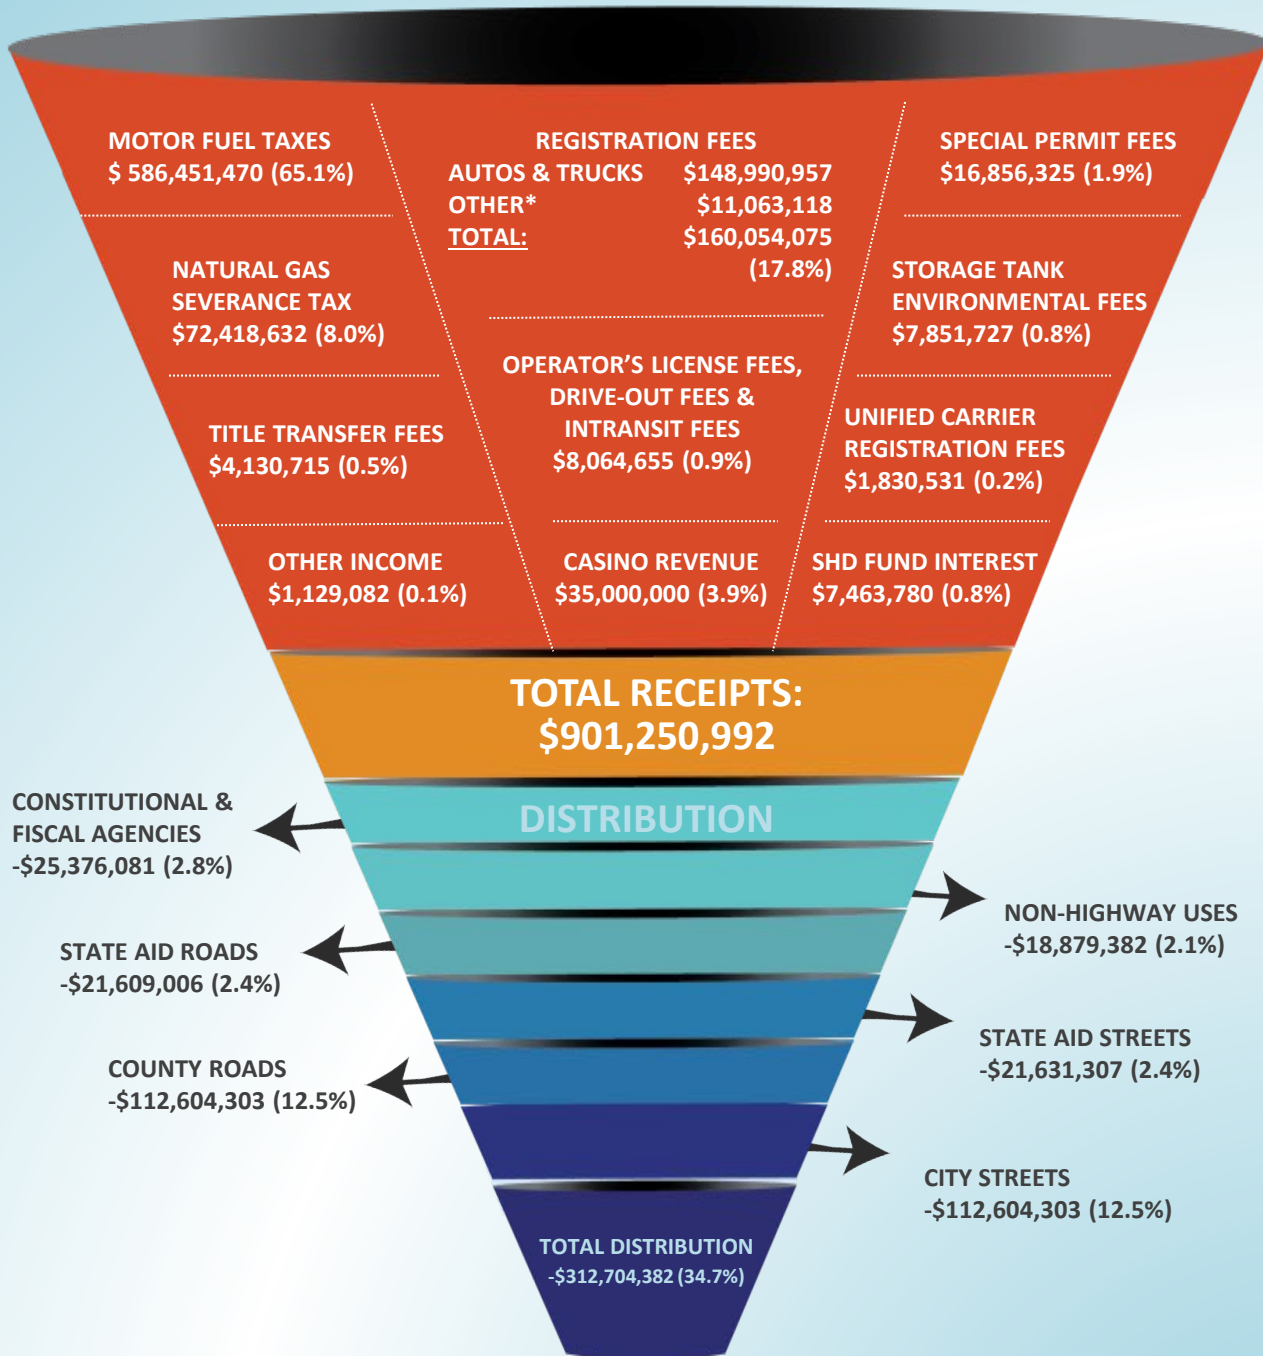 MOTOR FUEL TAXES
$ 586,451,470 (65.1%)
REGISTRATION FEES
AUTOS & TRUCKS $148,990,957
OTHER* $11,063,118
TOTAL: $160,054,075
(17.8%)
SPECIAL PERMIT FEES
$16,856,325 (1.9%)
NATURAL GAS
SEVERANCE TAX
$72,418,632 (8.0%)
STORAGE TANK
ENVIRONMENTAL FEES
$7,851,727 (0.8%)
OPERATOR’S LICENSE FEES,
DRIVE-OUT FEES &
INTRANSIT FEES
$8,064,655 (0.9%)
TITLE TRANSFER FEES
$4,130,715 (0.5%)
UNIFIED CARRIER
REGISTRATION FEES
$1,830,531 (0.2%)
OTHER INCOME
$1,129,082 (0.1%)
CASINO REVENUE
$35,000,000 (3.9%)
SHD FUND INTEREST
$7,463,780 (0.8%)
TOTAL RECEIPTS:
$901,250,992
DISTRIBUTION
CONSTITUTIONAL &
FISCAL AGENCIES
-$25,376,081 (2.8%)
NON-HIGHWAY USES
-$18,879,382 (2.1%)
STATE AID ROADS
-$21,609,006 (2.4%)
STATE AID STREETS
-$21,631,307 (2.4%)
COUNTY ROADS
-$112,604,303 (12.5%)
CITY STREETS
-$112,604,303 (12.5%)
TOTAL DISTRIBUTION
-$312,704,382 (34.7%)